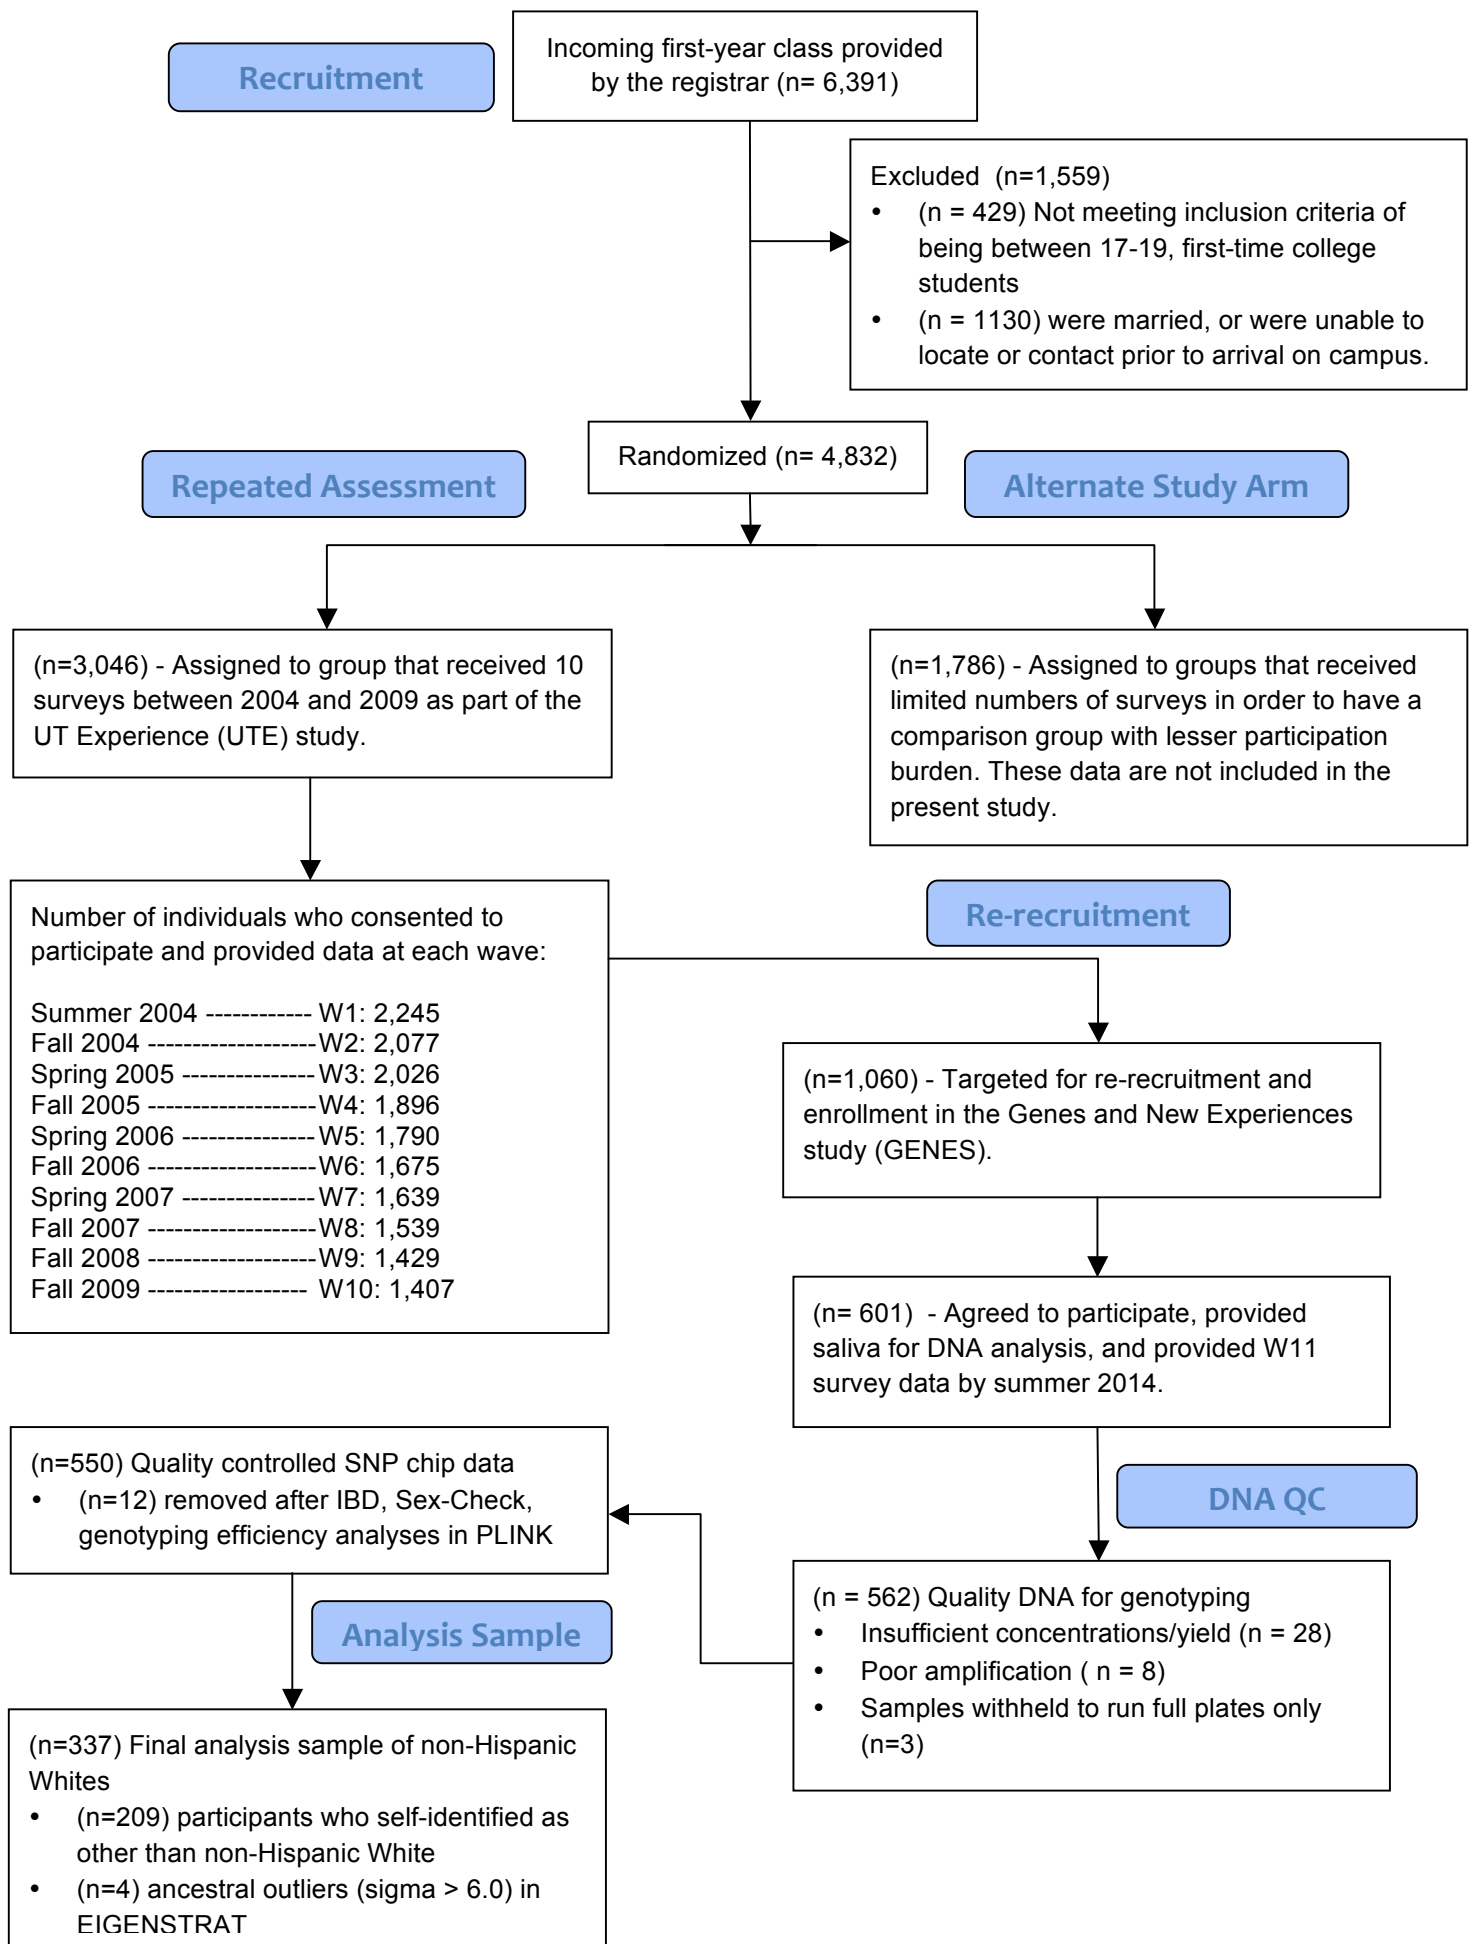 Recruitment
Incoming first-year class provided
by the registrar (n= 6,391)
Excluded  (n=1,559)
• (n = 429) Not meeting inclusion criteria of
being between 17-19, first-time college
students
• (n = 1130) were married, or were unable to
locate or contact prior to arrival on campus.
Randomized (n= 4,832)
Repeated Assessment
Alternate Study Arm
(n=3,046) - Assigned to group that received 10
surveys between 2004 and 2009 as part of the
UT Experience (UTE) study.
(n=1,786) - Assigned to groups that received
limited numbers of surveys in order to have a
comparison group with lesser participation
burden. These data are not included in the
present study.
Number of individuals who consented to
participate and provided data at each wave:
Summer 2004 ------------ W1: 2,245
Fall 2004 -------------------W2: 2,077
Spring 2005 ---------------W3: 2,026
Fall 2005 -------------------W4: 1,896
Spring 2006 ---------------W5: 1,790
Fall 2006 -------------------W6: 1,675
Spring 2007 ---------------W7: 1,639
Fall 2007 -------------------W8: 1,539
Fall 2008 -------------------W9: 1,429
Fall 2009 ------------------ W10: 1,407
Re-recruitment
(n=1,060) - Targeted for re-recruitment and
enrollment in the Genes and New Experiences
study (GENES).
(n= 601)  - Agreed to participate, provided
saliva for DNA analysis, and provided W11
survey data by summer 2014.
DNA QC
(n = 562) Quality DNA for genotyping
• Insufficient concentrations/yield (n = 28)
• Poor amplification ( n = 8)
• Samples withheld to run full plates only
(n=3)
(n=550) Quality controlled SNP chip data
• (n=12) removed after IBD, Sex-Check,
genotyping efficiency analyses in PLINK
Analysis Sample
(n=337) Final analysis sample of non-Hispanic
Whites
• (n=209) participants who self-identified as
other than non-Hispanic White
• (n=4) ancestral outliers (sigma > 6.0) in
EIGENSTRAT